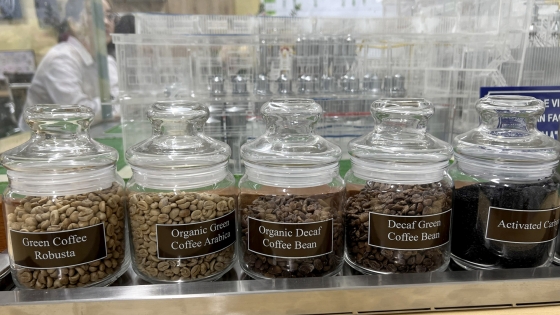 Green Coffee
Robusta
Organic Green
Coffee Arabica
Organic Decaf
Coffee Bean
Decaf Green
Coffee Bean
Activated